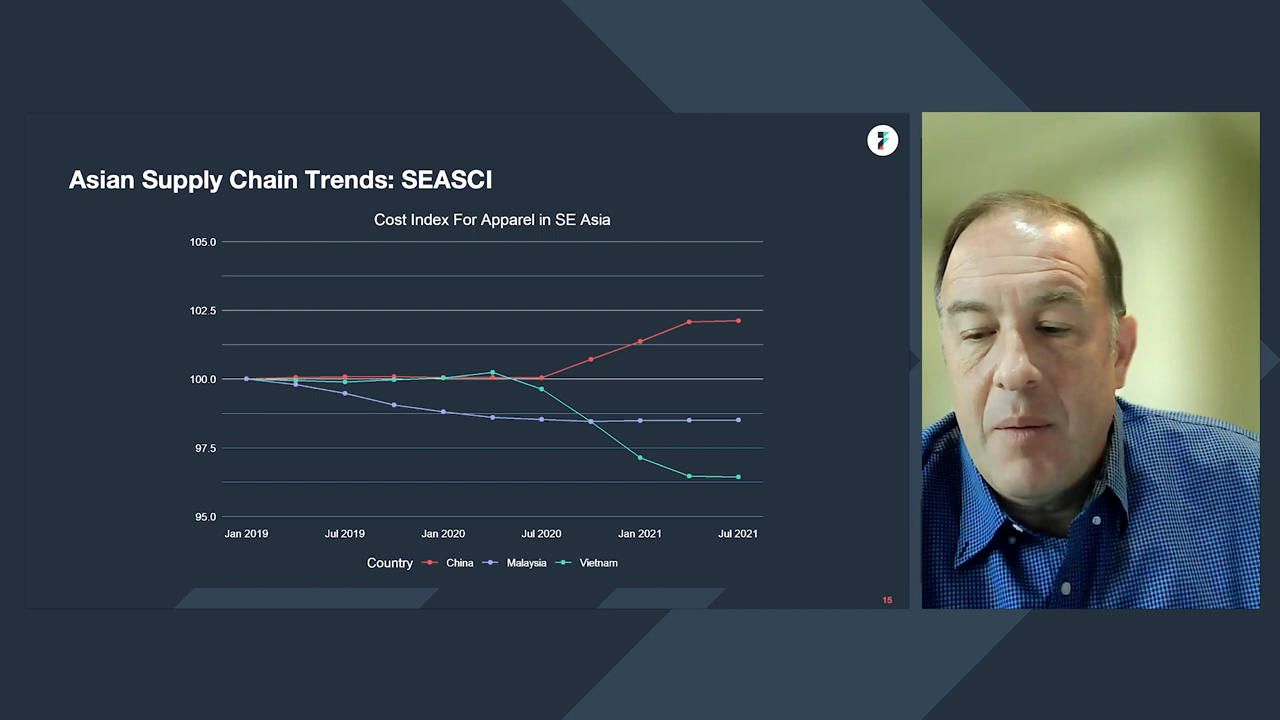 Asian Supply Chain Trends: SEASCI
Cost Index For Apparel in SE Asia
105.0
102.5
100.0
97.5
95.0
Jan 2019 Jul 2019 Jan 2020 Jul 2020 Jan 2021 Jul 2021
Country China Malaysia Vietnam
15